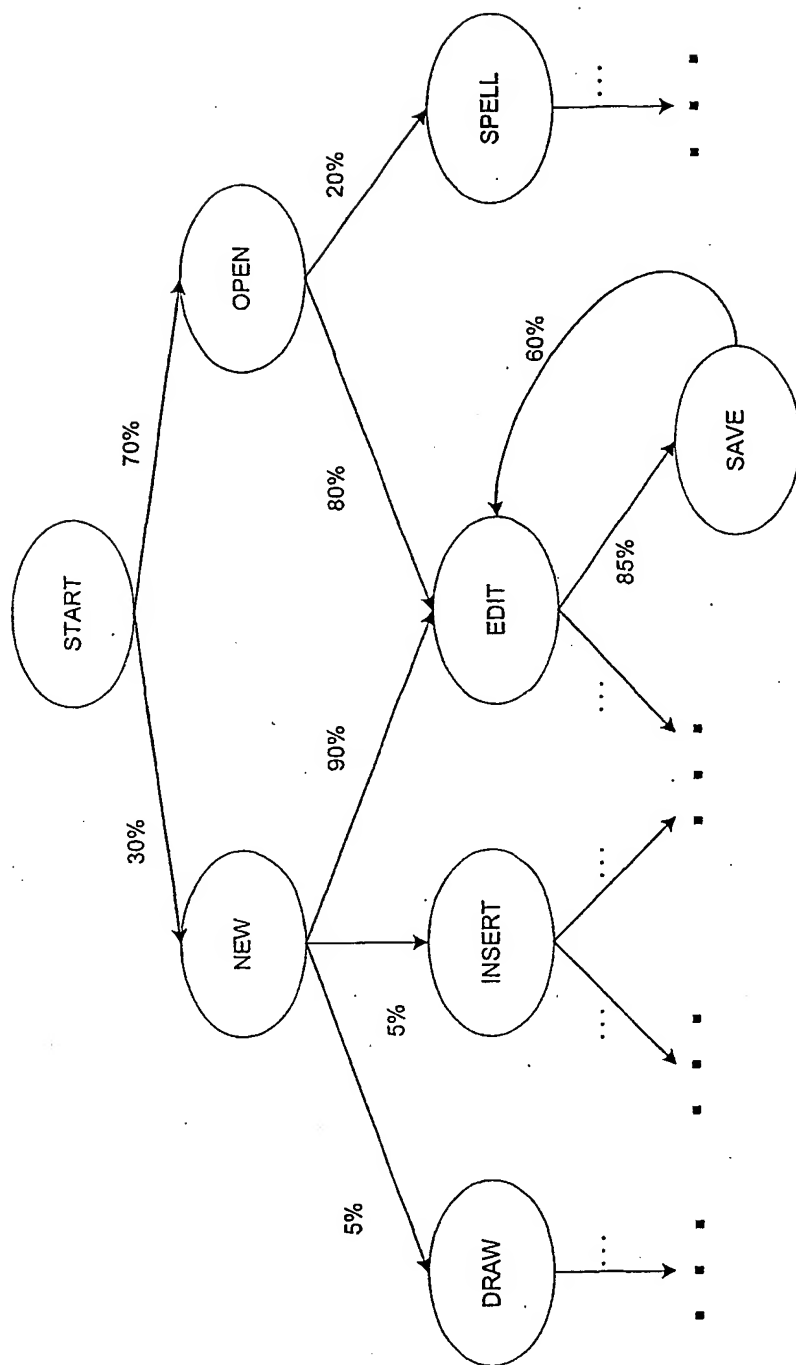 START
30%
70%
NEW
OPEN
5%
5%
90%
80%
20%
DRAW
INSERT
EDIT
SPELL
...
...
...
...
85%
60%
...
SAVE